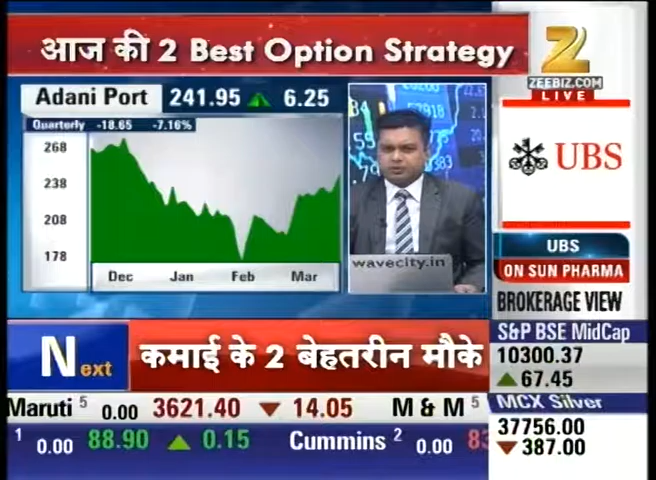 आज की 2 Best Option Strategy
ZEEBIZ.COM
LIVE
Adani Port 241.95 6.25
Quarterly -18.65 -7.16%
268
238
208
178
Dec Jan Feb Mar
wavecity.in
UBS
UBS
ON SUN PHARMA
BROKERAGE VIEW
Next
कमाई के 2 बेहतरीन मौके
S&P BSE MidCap
10300.37
67.45
MCX Silver
37756.00
387.00
Maruti 5 0.00 3621.40 14.05 M & M 5
1 0.00 88.90 0.15 Cummins 2 0.00